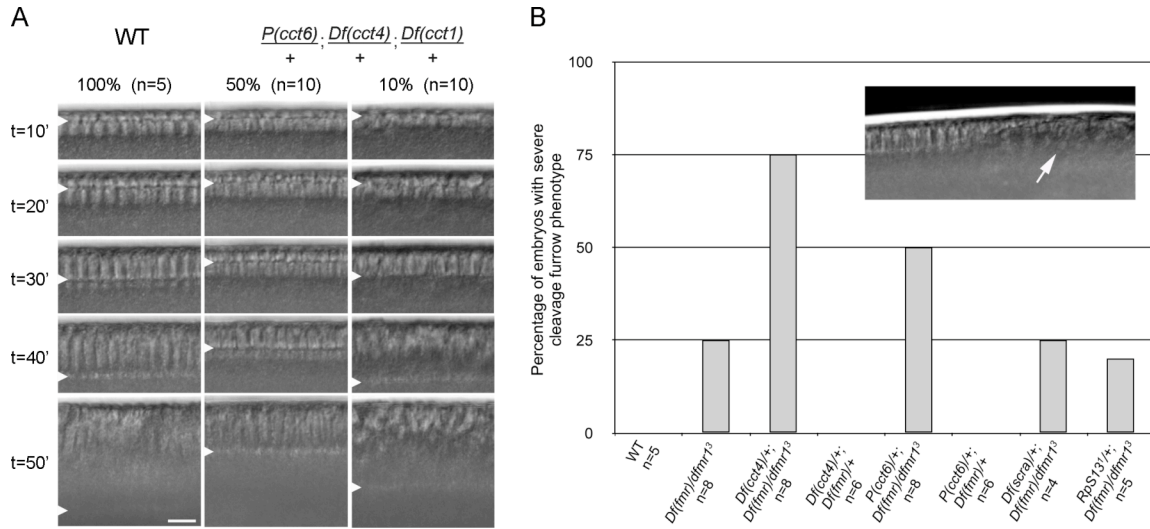 A
WT
P(cct6) ; Df(cct4) ; Df(cct1)
+ + +
100% (n=5)
50% (n=10)
10% (n=10)
t=10'
t=20'
t=30'
t=40'
t=50'
B
Percentage of embryos with severe
cleavage furrow phenotype
100
75
50
25
0
WT
n=5
Df(fmr)/dfmr1³
n=8
Df(cct4)/+;
Df(fmr)/dfmr1³
n=8
Df(cct4)/+;
Df(fmr)/+
n=6
P(cct6)/+;
Df(fmr)/dfmr1³
n=8
P(cct6)/+;
Df(fmr)/+
n=6
Df(scra)/+;
Df(fmr)/dfmr1³
n=4
RpS13¹/+;
Df(fmr)/dfmr1³
n=5